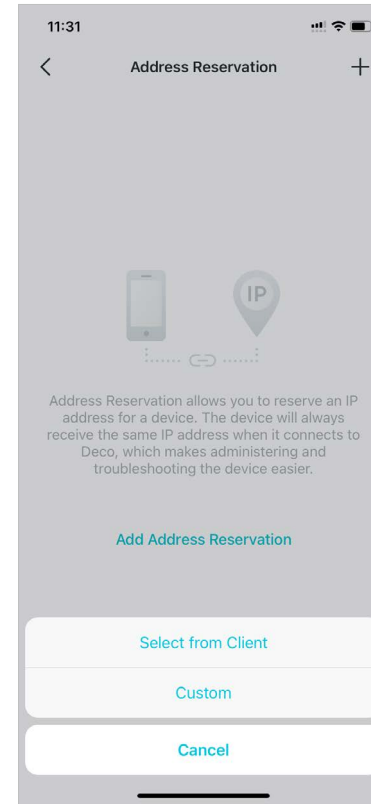 11:31
Address Reservation
IP
Address Reservation allows you to reserve an IP
address for a device. The device will always
receive the same IP address when it connects to
Deco, which makes administering and
troubleshooting the device easier.
Add Address Reservation
Select from Client
Custom
Cancel